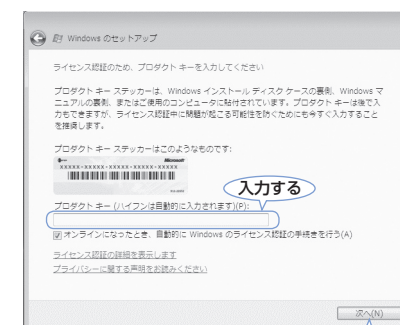 Windows のセットアップ
ライセンス認証のため、プロダクト キーを入力してください
プロダクト キー ステッカーは、Windows インストール ディスク ケースの裏側、Windows マ
ニュアルの裏側、またはご使用のコンピュータに貼付されています。プロダクト キーは後で入
力もできますが、ライセンス認証中に問題が起こる可能性を防ぐためにも今すぐ入力すること
を推奨します。
プロダクト キー ステッカーはこのようなものです:
Microsoft
XXXXX-XXXXX-XXXXX-XXXXX-XXXXX
入力する
プロダクト キー (ハイフンは自動的に入力されます)(P):
オンラインになったとき、自動的に Windows のライセンス認証の手続きを行う(A)
ライセンス認証の詳細を表示します
プライバシーに関する声明をお読みください
次へ(N)